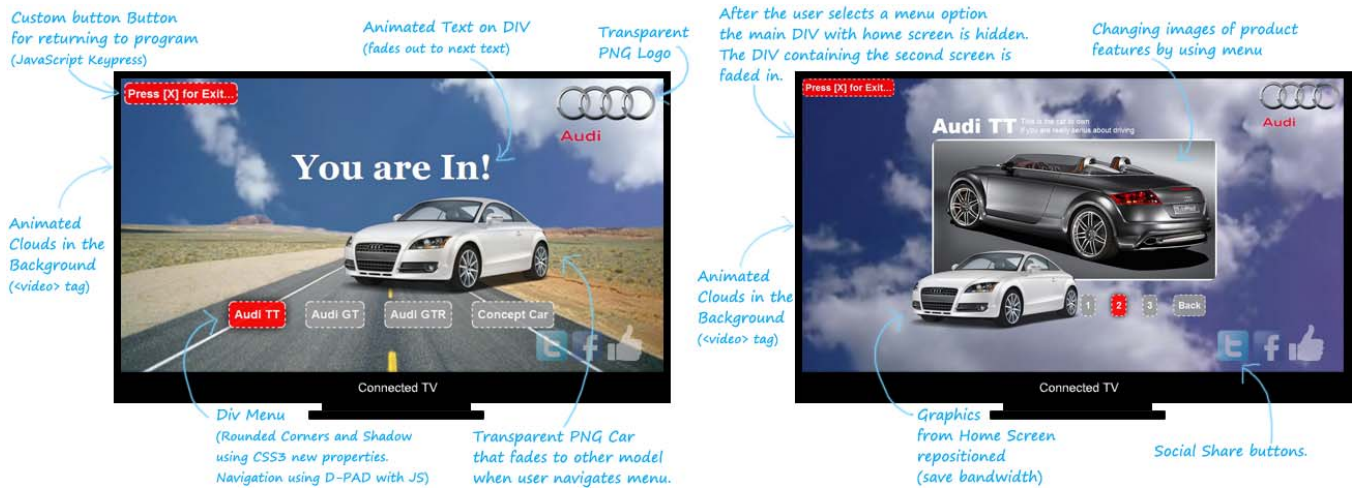 Custom button Button
for returning to program
(JavaScript Keypress)
Animated Text on DIV
(fades out to next text)
Transparent
PNG Logo
Press [X] for Exit...
Audi
You are In!
Animated
Clouds in the
Background
(<video> tag)
Audi TT
Audi GT
Audi GTR
Concept Car
Connected TV
Div Menu
(Rounded Corners and Shadow
using CSS3 new properties.
Navigation using D-PAD with JS)
Transparent PNG Car
that fades to other model
when user navigates menu.
After the user selects a menu option
the main DIV with home screen is hidden.
The DIV containing the second screen is
faded in.
Changing images of product
features by using menu
Press [X] for Exit...
Audi
Audi TT
This is the car to own
if you are really serius about driving
Animated
Clouds in the
Background
(<video> tag)
1
2
3
Back
Connected TV
Graphics
from Home Screen
repositioned
(save bandwidth)
Social Share buttons.